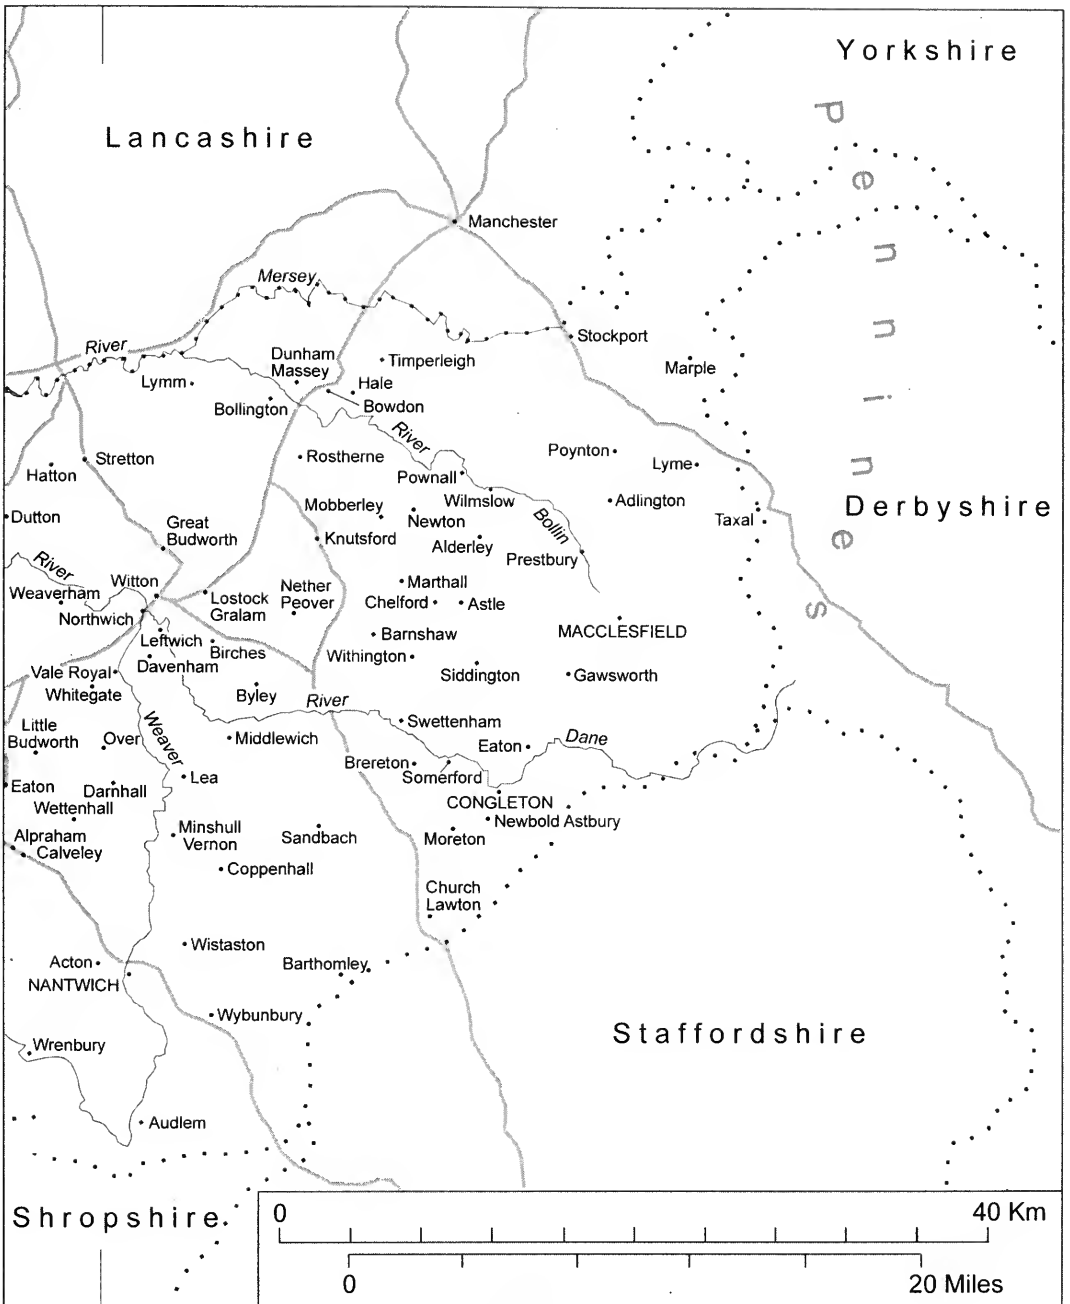 Yorkshire
Lancashire
Pennines
Manchester
Mersey
River
Stockport
Dunham
Massey
Timperleigh
Marple
Lymm
Hale
Bollington
Bowdon
River
Poynton
Stretton
Rostherne
Lyme
Hatton
Pownall
Wilmslow
Adlington
Derbyshire
Mobberley
Dutton
Newton
Bollin
Taxal
Great
Budworth
Knutsford
Alderley
Prestbury
River
Witton
Nether
Peover
Marthall
Weaverham
Lostock
Gralam
Chelford
Astle
Northwich
MACCLESFIELD
Leftwich
Barnshaw
Birches
Withington
Davenham
Vale Royal
Siddington
Gawsworth
Whitegate
Byley
River
Weaver
Swettenham
Little
Budworth
Over
Middlewich
Eaton
Dane
Brereton
Somerford
Lea
Eaton
Darnhall
CONGLETON
Wettenhall
Newbold Astbury
Minshull
Vernon
Sandbach
Moreton
Alpraham
Calveley
Coppenhall
Church
Lawton
Wistaston
Acton
Barthomley
NANTWICH
Wybunbury
Staffordshire
Wrenbury
Audlem
Shropshire
0 40 Km
0 20 Miles